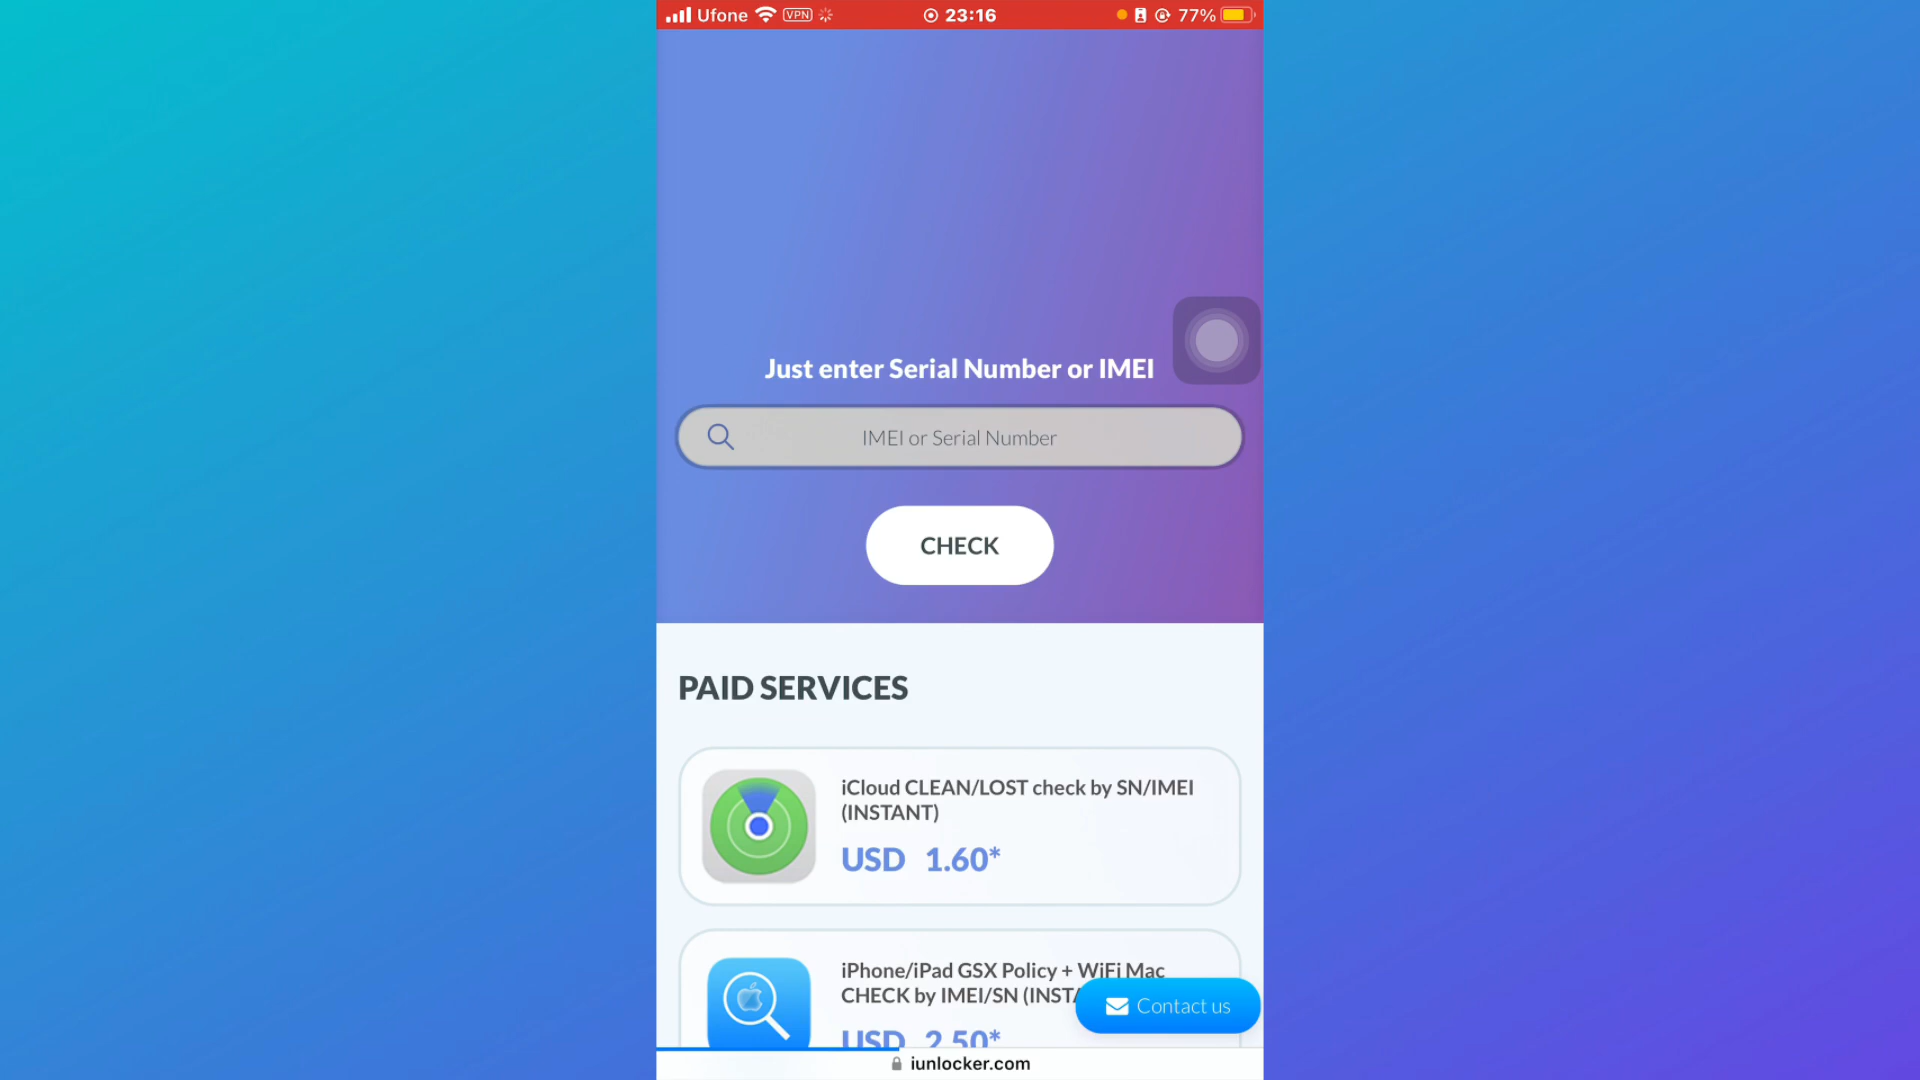 Ufone VPN 23:16 77%
Just enter Serial Number or IMEI
IMEI or Serial Number
CHECK
PAID SERVICES
iCloud CLEAN/LOST check by SN/IMEI
(INSTANT)
USD 1.60*
iPhone/iPad GSX Policy + WiFi Mac
CHECK by IMEI/SN (INSTA
Contact us
USD 2.50*
iunlocker.com